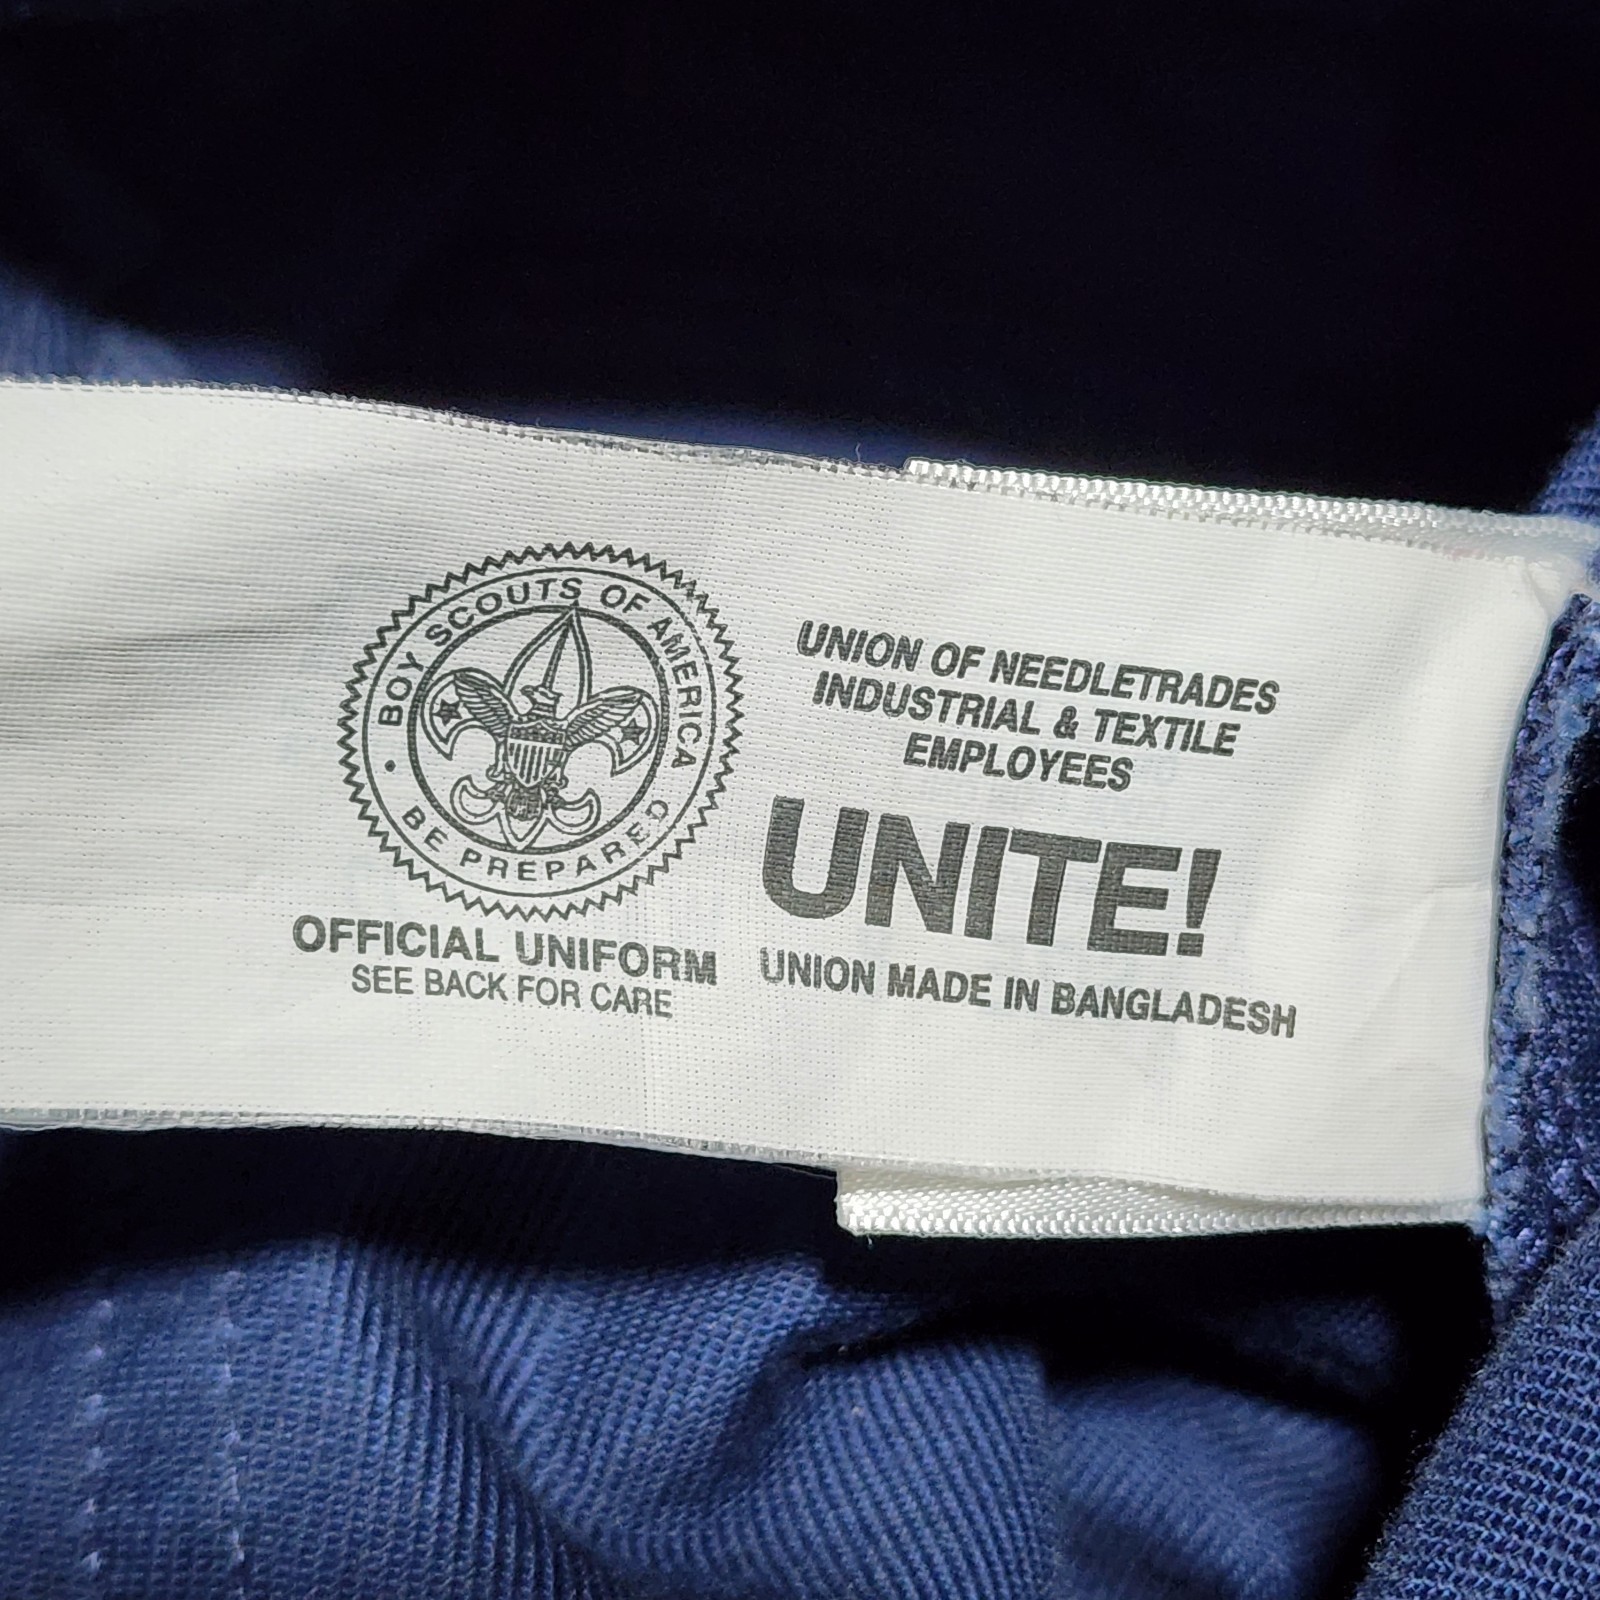 BOY SCOUTS OF AMERICA
• BE PREPARED
OFFICIAL UNIFORM
SEE BACK FOR CARE
UNION OF NEEDLETRADES
INDUSTRIAL & TEXTILE
EMPLOYEES
UNITE!
UNION MADE IN BANGLADESH